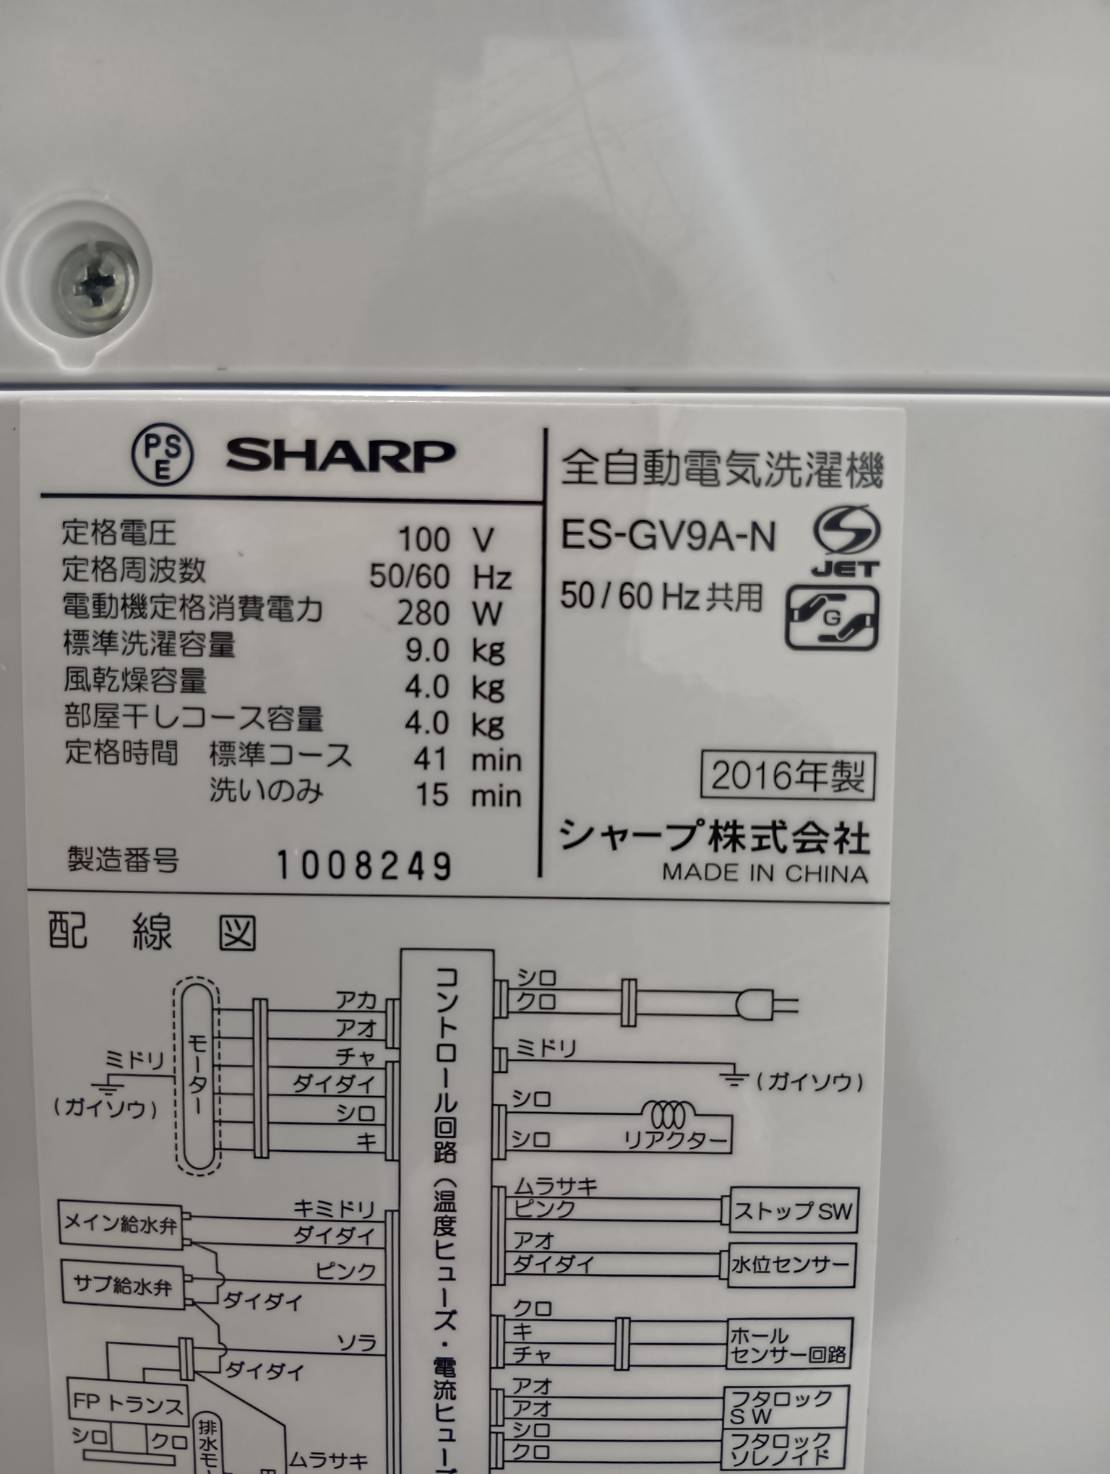 PSE SHARP
定格電圧 100 V
定格周波数 50/60 Hz
電動機定格消費電力 280 W
標準洗濯容量 9.0 kg
風乾燥容量 4.0 kg
部屋干しコース容量 4.0 kg
定格時間 標準コース 41 min
洗いのみ 15 min
製造番号 1008249
全自動電気洗濯機
ES-GV9A-N
JET
50/60 Hz共用
G
2016年製
シャープ株式会社
MADE IN CHINA
配線図
モーター
ミドリ
(ガイソウ)
アカ
アオ
チャ
ダイダイ
シロ
キ
メイン給水弁
キミドリ
ダイダイ
サブ給水弁
ピンク
ダイダイ
ソラ
ダイダイ
FPトランス
シロ クロ
ムラサキ
コントロール回路(温度ヒューズ・電流ヒュー
シロ
クロ
ミドリ
(ガイソウ)
シロ
シロ
リアクター
ムラサキ
ピンク
ストップSW
アオ
ダイダイ
水位センサー
クロ
キ
チャ
ホール
センサー回路
アオ
アオ
フタロック
SW
シロ
クロ
フタロック
ソレノイド